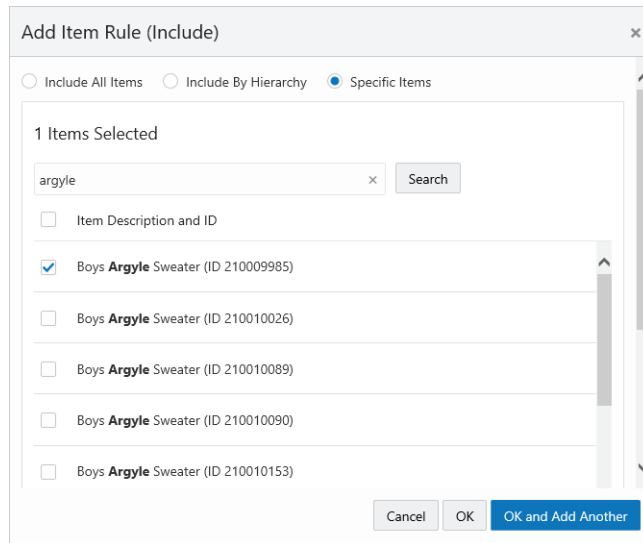 Add Item Rule (Include)
Include All Items Include By Hierarchy Specific Items
1 Items Selected
argyle Search
Item Description and ID
Boys Argyle Sweater (ID 210009985)
Boys Argyle Sweater (ID 210010026)
Boys Argyle Sweater (ID 210010089)
Boys Argyle Sweater (ID 210010090)
Boys Argyle Sweater (ID 210010153)
Cancel OK OK and Add Another